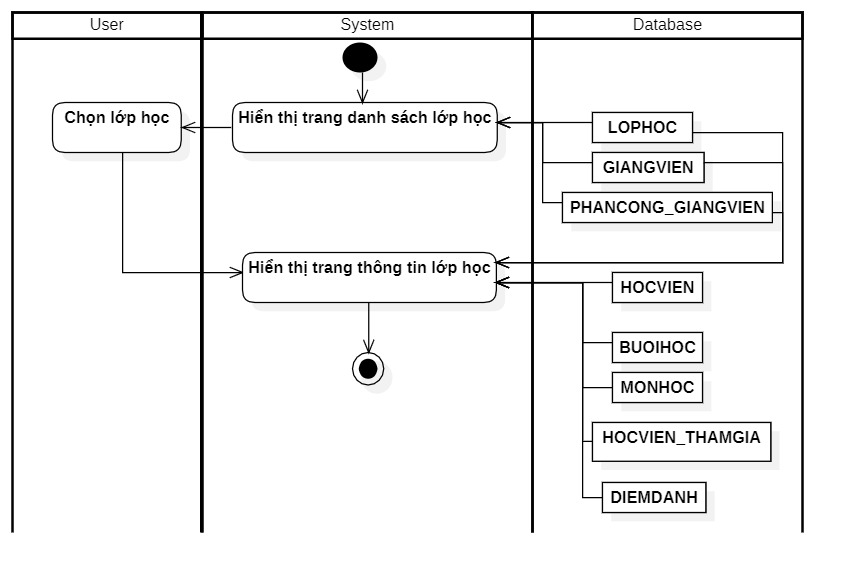 User
System
Database
Chọn lớp học
Hiển thị trang danh sách lớp học
LOPHOC
GIANGVIEN
PHANCONG_GIANGVIEN
Hiển thị trang thông tin lớp học
HOCVIEN
BUOIHOC
MONHOC
HOCVIEN_THAMGIA
DIEMDANH